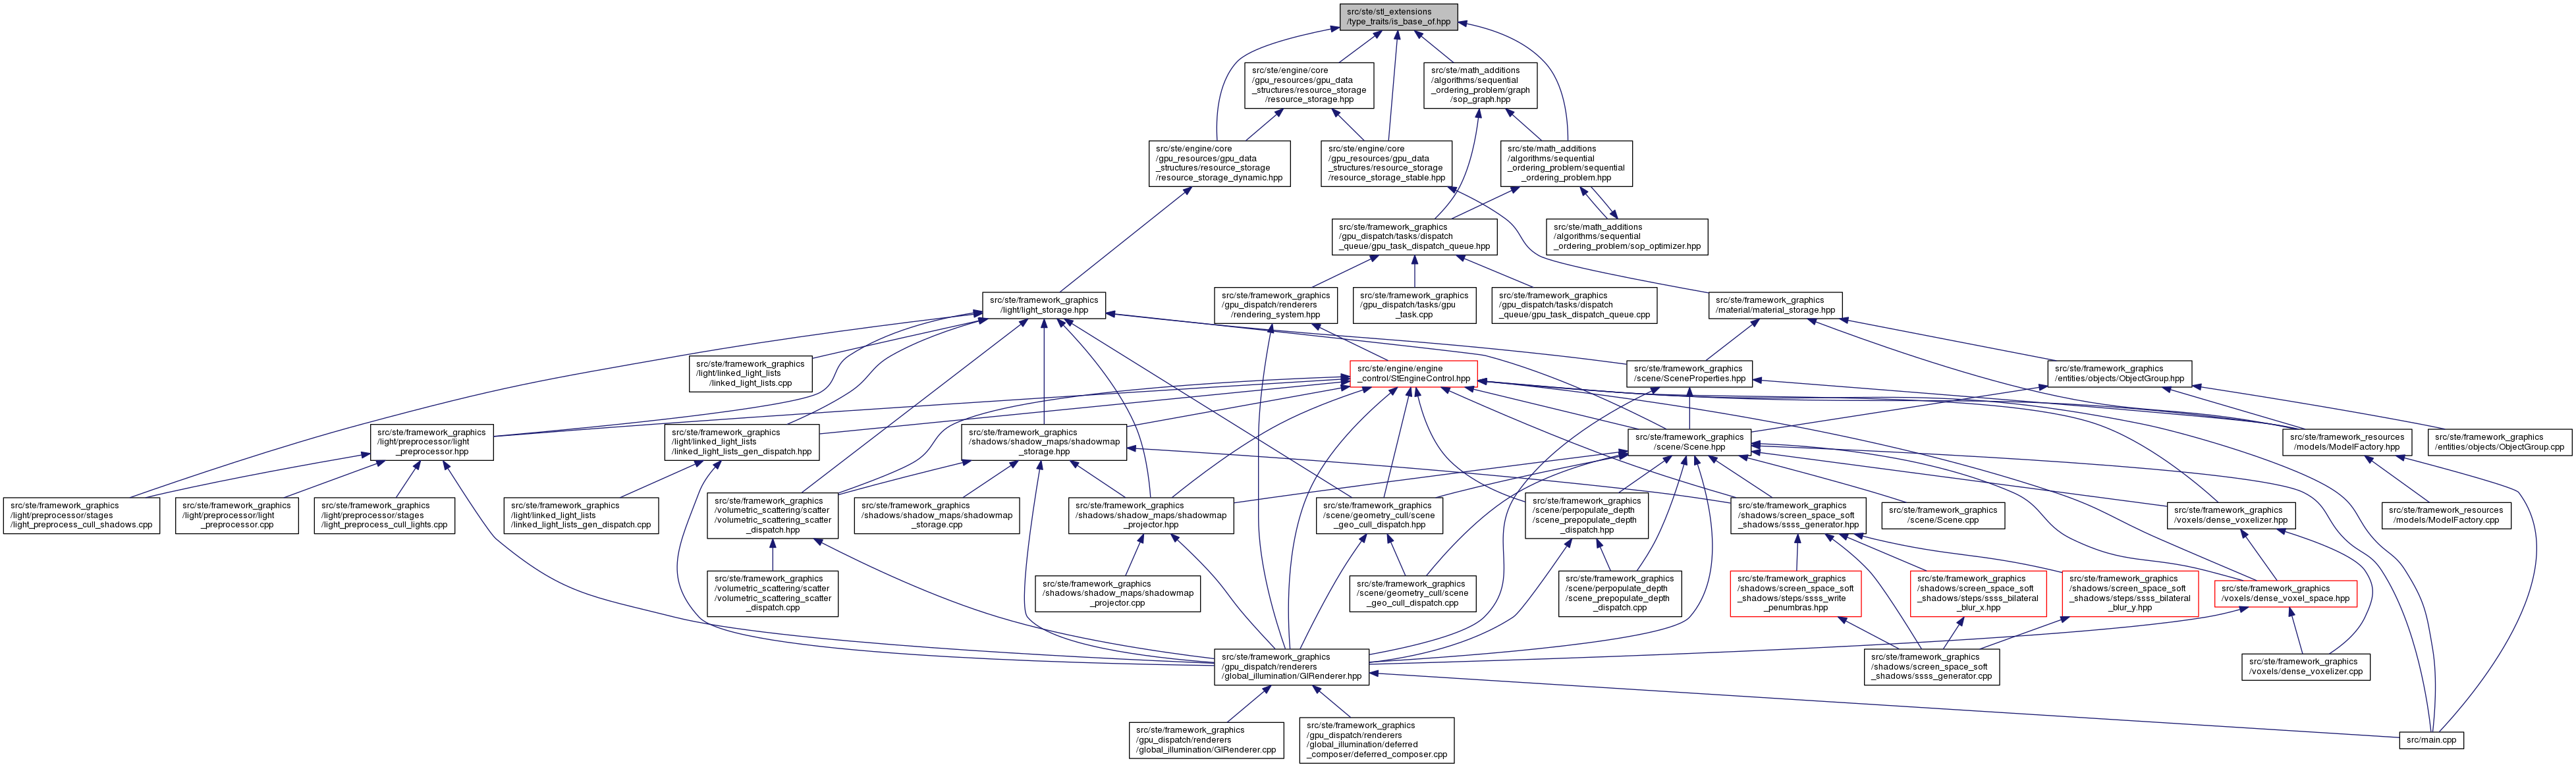 src/ste/stl_extensions
/type_traits/is_base_of.hpp
src/ste/engine/core
/gpu_resources/gpu_data
_structures/resource_storage
/resource_storage.hpp
src/ste/math_additions
/algorithms/sequential
_ordering_problem/graph
/sop_graph.hpp
src/ste/engine/core
/gpu_resources/gpu_data
_structures/resource_storage
/resource_storage_dynamic.hpp
src/ste/engine/core
/gpu_resources/gpu_data
_structures/resource_storage
/resource_storage_stable.hpp
src/ste/math_additions
/algorithms/sequential
_ordering_problem/sequential
_ordering_problem.hpp
src/ste/framework_graphics
/gpu_dispatch/tasks/dispatch
_queue/gpu_task_dispatch_queue.hpp
src/ste/math_additions
/algorithms/sequential
_ordering_problem/sop_optimizer.hpp
src/ste/framework_graphics
/light/light_storage.hpp
src/ste/framework_graphics
/gpu_dispatch/renderers
/rendering_system.hpp
src/ste/framework_graphics
/gpu_dispatch/tasks/gpu
_task.cpp
src/ste/framework_graphics
/gpu_dispatch/tasks/dispatch
_queue/gpu_task_dispatch_queue.cpp
src/ste/framework_graphics
/material/material_storage.hpp
src/ste/framework_graphics
/light/linked_light_lists
/linked_light_lists.cpp
src/ste/engine/engine
_control/StEngineControl.hpp
src/ste/framework_graphics
/scene/SceneProperties.hpp
src/ste/framework_graphics
/entities/objects/ObjectGroup.hpp
src/ste/framework_graphics
/light/preprocessor/light
_preprocessor.hpp
src/ste/framework_graphics
/light/linked_light_lists
/linked_light_lists_gen_dispatch.hpp
src/ste/framework_graphics
/shadows/shadow_maps/shadowmap
_storage.hpp
src/ste/framework_graphics
/scene/Scene.hpp
src/ste/framework_resources
/models/ModelFactory.hpp
src/ste/framework_graphics
/entities/objects/ObjectGroup.cpp
src/ste/framework_graphics
/light/preprocessor/stages
/light_preprocess_cull_shadows.cpp
src/ste/framework_graphics
/light/preprocessor/light
_preprocessor.cpp
src/ste/framework_graphics
/light/preprocessor/stages
/light_preprocess_cull_lights.cpp
src/ste/framework_graphics
/light/linked_light_lists
/linked_light_lists_gen_dispatch.cpp
src/ste/framework_graphics
/volumetric_scattering/scatter
/volumetric_scattering_scatter
_dispatch.hpp
src/ste/framework_graphics
/shadows/shadow_maps/shadowmap
_storage.cpp
src/ste/framework_graphics
/shadows/shadow_maps/shadowmap
_projector.hpp
src/ste/framework_graphics
/scene/geometry_cull/scene
_geo_cull_dispatch.hpp
src/ste/framework_graphics
/scene/perpopulate_depth
/scene_prepopulate_depth
_dispatch.hpp
src/ste/framework_graphics
/shadows/screen_space_soft
_shadows/ssss_generator.hpp
src/ste/framework_graphics
/scene/Scene.cpp
src/ste/framework_graphics
/voxels/dense_voxelizer.hpp
src/ste/framework_resources
/models/ModelFactory.cpp
src/ste/framework_graphics
/volumetric_scattering/scatter
/volumetric_scattering_scatter
_dispatch.cpp
src/ste/framework_graphics
/shadows/shadow_maps/shadowmap
_projector.cpp
src/ste/framework_graphics
/scene/geometry_cull/scene
_geo_cull_dispatch.cpp
src/ste/framework_graphics
/scene/perpopulate_depth
/scene_prepopulate_depth
_dispatch.cpp
src/ste/framework_graphics
/shadows/screen_space_soft
_shadows/steps/ssss_write
_penumbras.hpp
src/ste/framework_graphics
/shadows/screen_space_soft
_shadows/steps/ssss_bilateral
_blur_x.hpp
src/ste/framework_graphics
/shadows/screen_space_soft
_shadows/steps/ssss_bilateral
_blur_y.hpp
src/ste/framework_graphics
/voxels/dense_voxel_space.hpp
src/ste/framework_graphics
/gpu_dispatch/renderers
/global_illumination/GIRenderer.hpp
src/ste/framework_graphics
/shadows/screen_space_soft
_shadows/ssss_generator.cpp
src/ste/framework_graphics
/voxels/dense_voxelizer.cpp
src/ste/framework_graphics
/gpu_dispatch/renderers
/global_illumination/GIRenderer.cpp
src/ste/framework_graphics
/gpu_dispatch/renderers
/global_illumination/deferred
_composer/deferred_composer.cpp
src/main.cpp